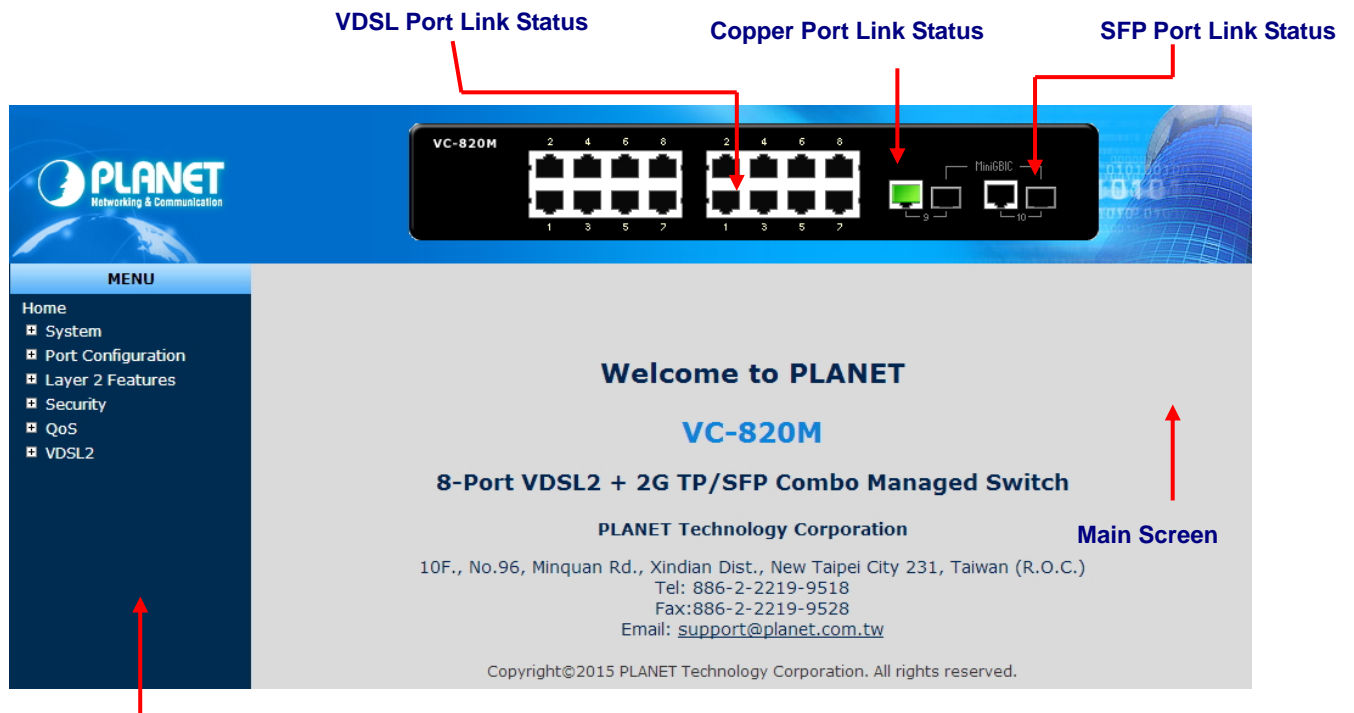 VDSL Port Link Status
Copper Port Link Status
SFP Port Link Status
PLANET
Networking & Communication
VC-820M
2 4 6 8 2 4 6 8
MiniGBIC
1 3 5 7 1 3 5 7
9 10
MENU
Home
System
Port Configuration
Layer 2 Features
Security
QoS
VDSL2
Welcome to PLANET
VC-820M
8-Port VDSL2 + 2G TP/SFP Combo Managed Switch
PLANET Technology Corporation
Main Screen
10F., No.96, Minquan Rd., Xindian Dist., New Taipei City 231, Taiwan (R.O.C.)
Tel: 886-2-2219-9518
Fax:886-2-2219-9528
Email: support@planet.com.tw
Copyright©2015 PLANET Technology Corporation. All rights reserved.